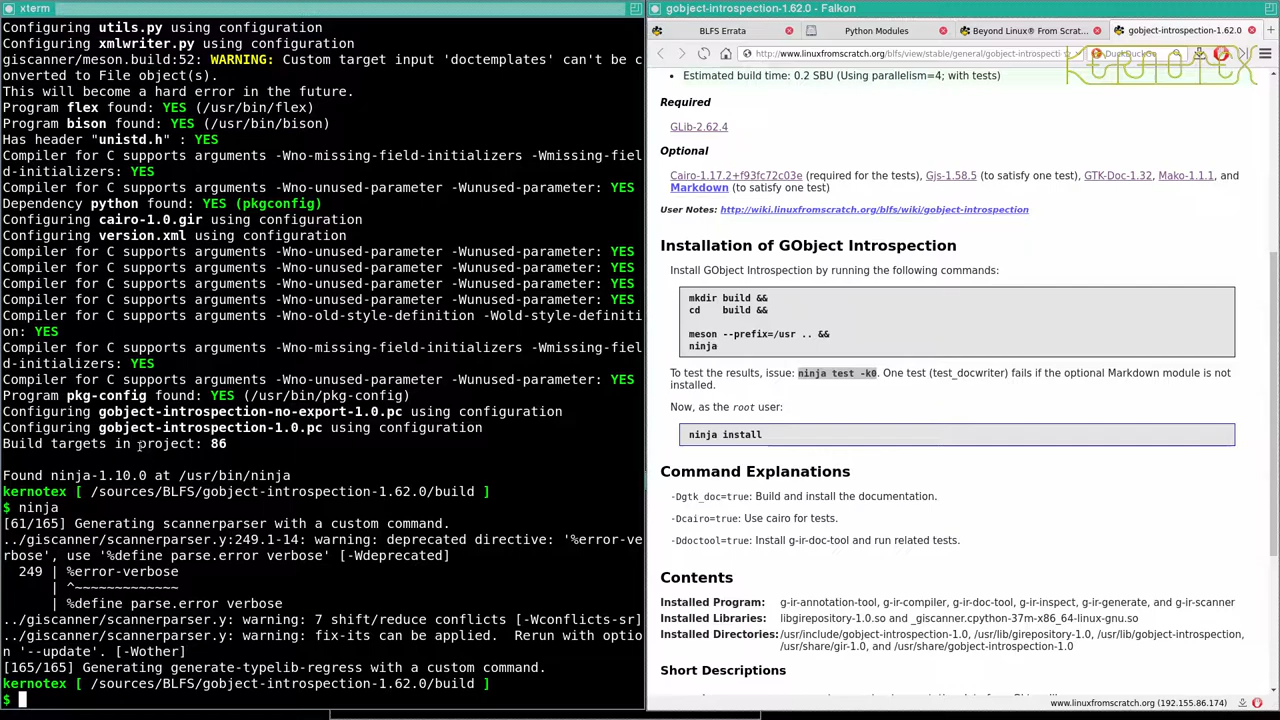 xterm
Configuring utils.py using configuration
Configuring xmlwriter.py using configuration
giscanner/meson.build:52: WARNING: Custom target input 'doctemplates' can't be c
onverted to File object(s).
This will become a hard error in the future.
Program flex found: YES (/usr/bin/flex)
Program bison found: YES (/usr/bin/bison)
Has header "unistd.h" : YES
Compiler for C supports arguments -Wno-missing-field-initializers -Wmissing-fiel
d-initializers: YES
Compiler for C supports arguments -Wno-unused-parameter -Wunused-parameter: YES
Dependency python found: YES (pkgconfig)
Configuring cairo-1.0.gir using configuration
Configuring version.xml using configuration
Compiler for C supports arguments -Wno-unused-parameter -Wunused-parameter: YES
Compiler for C supports arguments -Wno-unused-parameter -Wunused-parameter: YES
Compiler for C supports arguments -Wno-unused-parameter -Wunused-parameter: YES
Compiler for C supports arguments -Wno-unused-parameter -Wunused-parameter: YES
Compiler for C supports arguments -Wno-old-style-definition -Wold-style-definiti
on: YES
Compiler for C supports arguments -Wno-missing-field-initializers -Wmissing-fiel
d-initializers: YES
Compiler for C supports arguments -Wno-unused-parameter -Wunused-parameter: YES
Program pkg-config found: YES (/usr/bin/pkg-config)
Configuring gobject-introspection-no-export-1.0.pc using configuration
Configuring gobject-introspection-1.0.pc using configuration
Build targets in project: 86
Found ninja-1.10.0 at /usr/bin/ninja
kernotex [ /sources/BLFS/gobject-introspection-1.62.0/build ]
$ ninja
[61/165] Generating scannerparser with a custom command.
../giscanner/scannerparser.y:249.1-14: warning: deprecated directive: '%error-ve
rbose', use '%define parse.error verbose' [-Wdeprecated]
249 | %error-verbose
| ^~~~~~~~~~~~~~
| %define parse.error verbose
../giscanner/scannerparser.y: warning: 7 shift/reduce conflicts [-Wconflicts-sr]
../giscanner/scannerparser.y: warning: fix-its can be applied.  Rerun with optio
n '--update'. [-Wother]
[165/165] Generating generate-typelib-regress with a custom command.
kernotex [ /sources/BLFS/gobject-introspection-1.62.0/build ]
$
gobject-introspection-1.62.0 - Falkon
BLFS Errata
Python Modules
Beyond Linux® From Scrat...
gobject-introspection-1.62.0
http://www.linuxfromscratch.org/blfs/view/stable/general/gobject-introspecti
KERNOTEX
Estimated build time: 0.2 SBU (Using parallelism=4; with tests)
Required
GLib-2.62.4
Optional
Cairo-1.17.2+f93fc72c03e (required for the tests), Gjs-1.58.5 (to satisfy one test), GTK-Doc-1.32, Mako-1.1.1, and
Markdown (to satisfy one test)
User Notes: http://wiki.linuxfromscratch.org/blfs/wiki/gobject-introspection
Installation of GObject Introspection
Install GObject Introspection by running the following commands:
mkdir build &&
cd    build &&
meson --prefix=/usr .. &&
ninja
To test the results, issue: ninja test -k0. One test (test_docwriter) fails if the optional Markdown module is not
installed.
Now, as the root user:
ninja install
Command Explanations
-Dgtk_doc=true: Build and install the documentation.
-Dcairo=true: Use cairo for tests.
-Ddoctool=true: Install g-ir-doc-tool and run related tests.
Contents
Installed Program: g-ir-annotation-tool, g-ir-compiler, g-ir-doc-tool, g-ir-inspect, g-ir-generate, and g-ir-scanner
Installed Libraries: libgirepository-1.0.so and _giscanner.cpython-37m-x86_64-linux-gnu.so
Installed Directories: /usr/include/gobject-introspection-1.0, /usr/lib/girepository-1.0, /usr/lib/gobject-introspection,
/usr/share/gir-1.0, and /usr/share/gobject-introspection-1.0
Short Descriptions
www.linuxfromscratch.org (192.155.86.174)